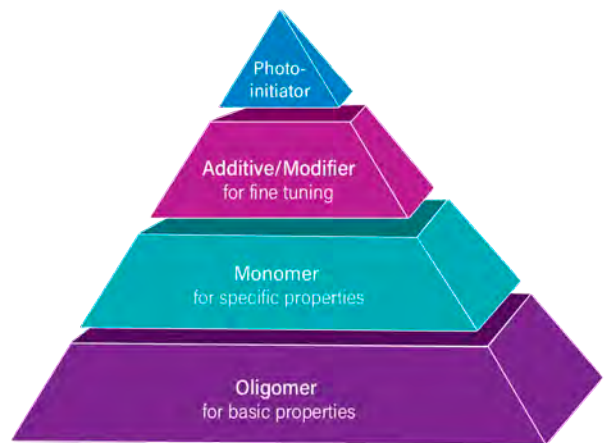 Photo-
initiator
Additive/Modifier
for fine tuning
Monomer
for specific properties
Oligomer
for basic properties